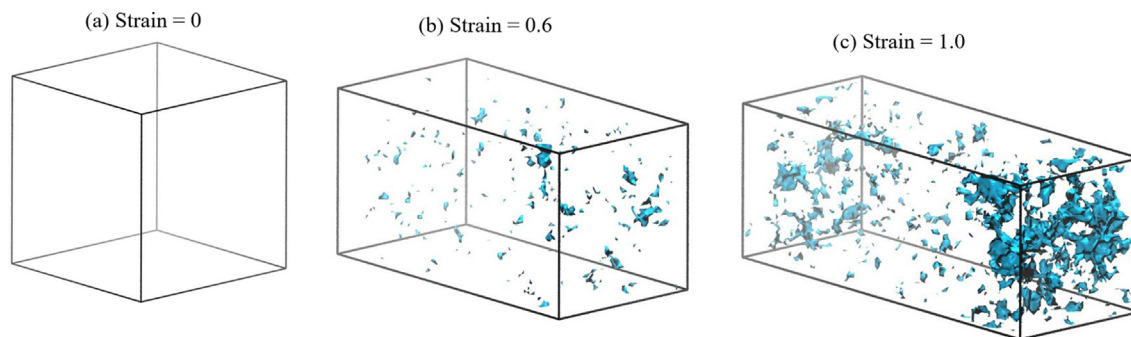 (a) Strain = 0
(b) Strain = 0.6
(c) Strain = 1.0